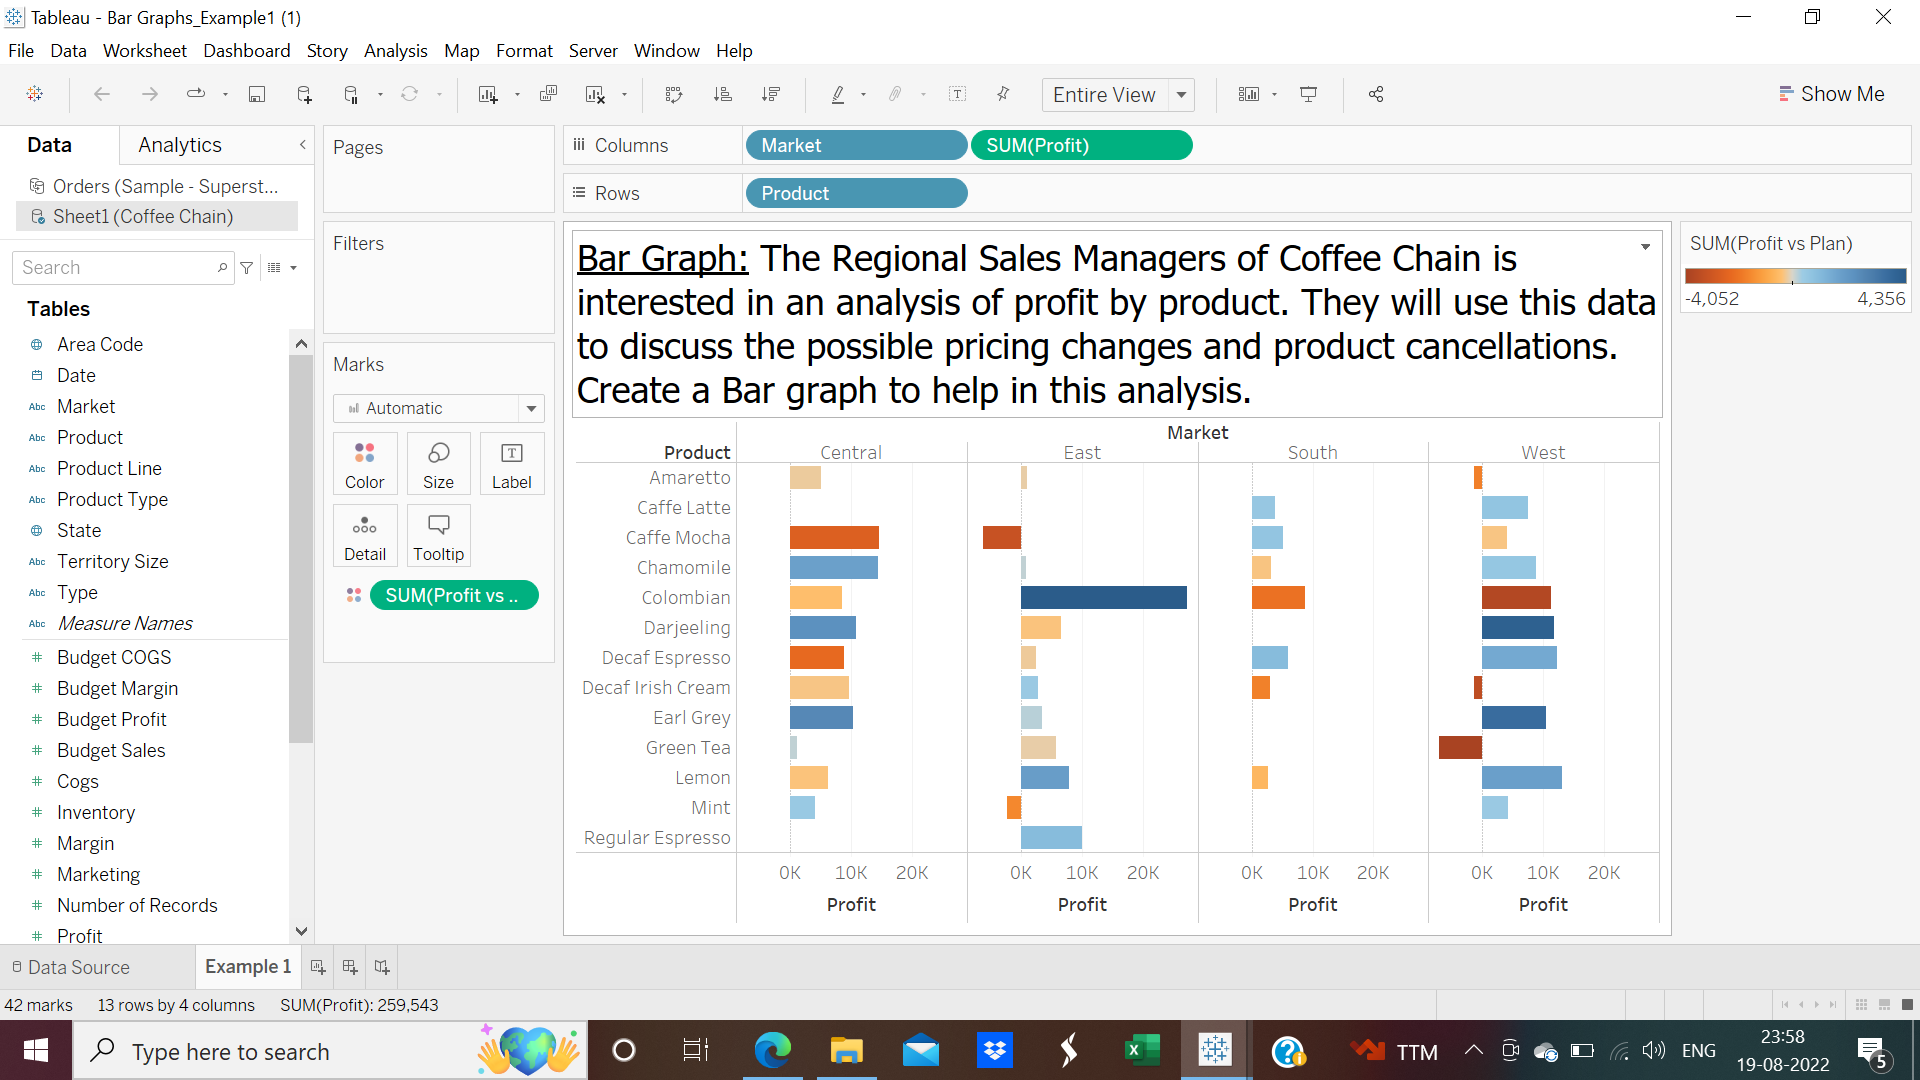 Tableau - Bar Graphs_Example1 (1)
File Data Worksheet Dashboard Story Analysis Map Format Server Window Help
Entire View
Show Me
Data Analytics
Orders (Sample - Superst...
Sheet1 (Coffee Chain)
Search
Tables
Area Code
Date
Abc Market
Abc Product
Abc Product Line
Abc Product Type
State
Abc Territory Size
Abc Type
Abc Measure Names
# Budget COGS
# Budget Margin
# Budget Profit
# Budget Sales
# Cogs
# Inventory
# Margin
# Marketing
# Number of Records
# Profit
Pages
Filters
Marks
Automatic
Color Size Label
Detail Tooltip
SUM(Profit vs ..
Columns Market SUM(Profit)
Rows Product
Bar Graph: The Regional Sales Managers of Coffee Chain is
interested in an analysis of profit by product. They will use this data
to discuss the possible pricing changes and product cancellations.
Create a Bar graph to help in this analysis.
Market
Product Central East South West
Amaretto
Caffe Latte
Caffe Mocha
Chamomile
Colombian
Darjeeling
Decaf Espresso
Decaf Irish Cream
Earl Grey
Green Tea
Lemon
Mint
Regular Espresso
0K 10K 20K 0K 10K 20K 0K 10K 20K 0K 10K 20K
Profit Profit Profit Profit
SUM(Profit vs Plan)
-4,052 4,356
Data Source Example 1
42 marks 13 rows by 4 columns SUM(Profit): 259,543
Type here to search
TTM
ENG
23:58
19-08-2022
5